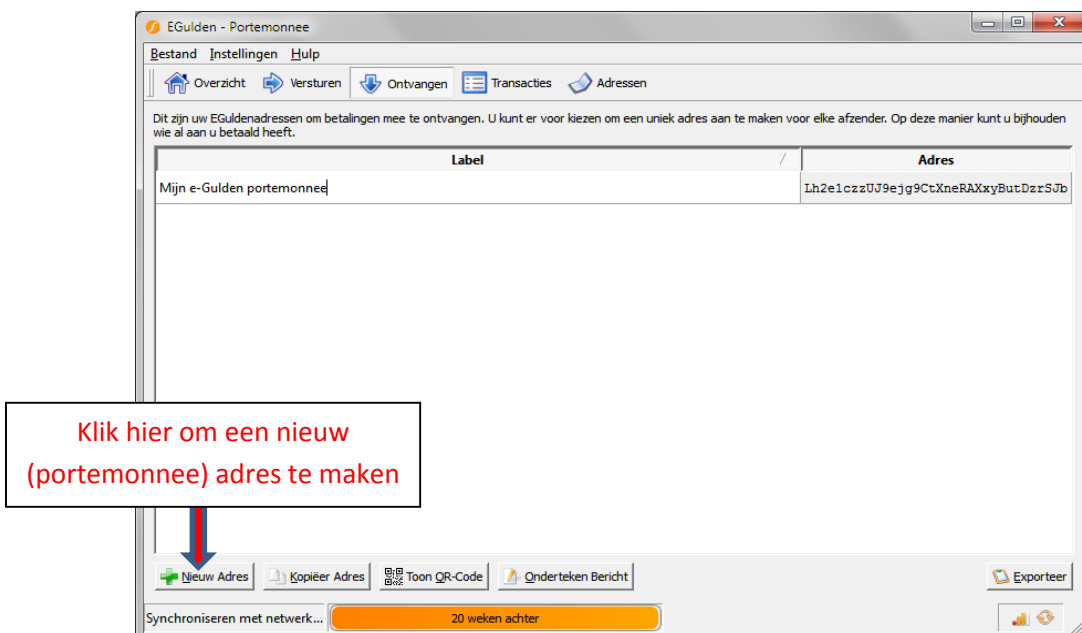 EGulden - Portemonnee
Bestand Instellingen Hulp
Overzicht Versturen Ontvangen Transacties Adressen
Dit zijn uw EGuldenadressen om betalingen mee te ontvangen. U kunt er voor kiezen om een uniek adres aan te maken voor elke afzender. Op deze manier kunt u bijhouden
wie al aan u betaald heeft.
Label Adres
Mijn e-Gulden portemonnee Lh2e1czzUJ9ejg9CtXneRAXxyButDzrSJb
Klik hier om een nieuw
(portemonnee) adres te maken
Nieuw Adres Kopiëer Adres Toon QR-Code Onderteken Bericht Exporteer
Synchroniseren met netwerk... 20 weken achter